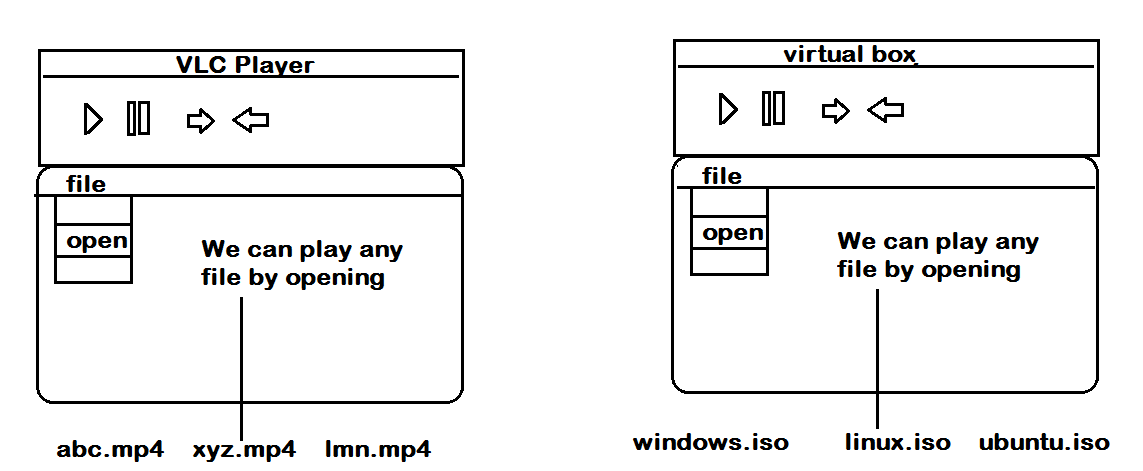 VLC Player
file
open
We can play any
file by opening
abc.mp4 xyz.mp4 lmn.mp4
virtual box
file
open
We can play any
file by opening
windows.iso linux.iso ubuntu.iso